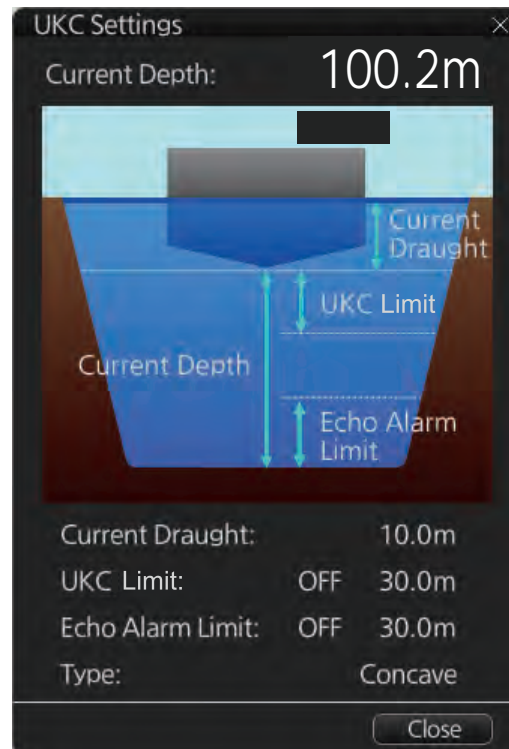 UKC Settings ×
Current Depth: 100.2m
Current
Draught
UKC Limit
Current Depth
Echo Alarm
Limit
Current Draught: 10.0m
UKC Limit: OFF 30.0m
Echo Alarm Limit: OFF 30.0m
Type: Concave
Close